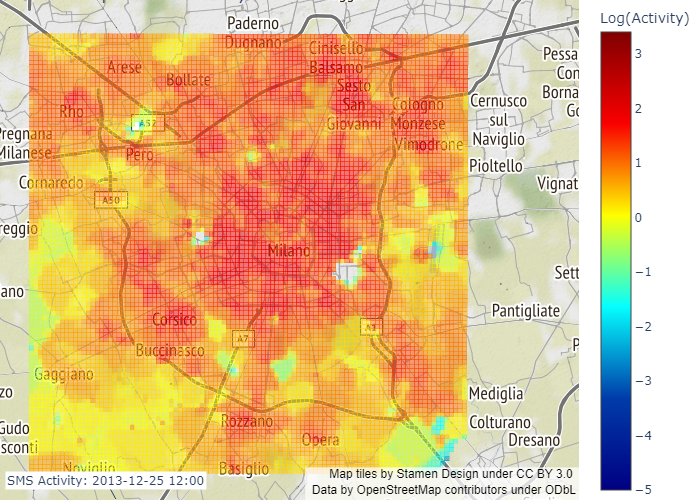 Paderno
Dugnano
Cinisello
Balsamo
Arese
Bollate
Sesto
San
Giovanni
Cologno
Monzese
Vimodrone
Pessa
Con
Borna
Go
Cernusco
sul
Naviglio
Rho
A52
Pregnana
Milanese
Pero
Pioltello
Cornaredo
A50
Vignat
reggio
Milano
Sett
ano
Pantigliate
Corsico
A7
A1
Buccinasco
P
Gaggiano
zo
Mediglia
Rozzano
Colturano
Gudo
sconti
Opera
Dresano
Noviglio
Basiglio
SMS Activity: 2013-12-25 12:00
Map tiles by Stamen Design under CC BY 3.0
Data by OpenStreetMap contributors under ODbL
Log(Activity)
3
2
1
0
−1
−2
−3
−4
−5